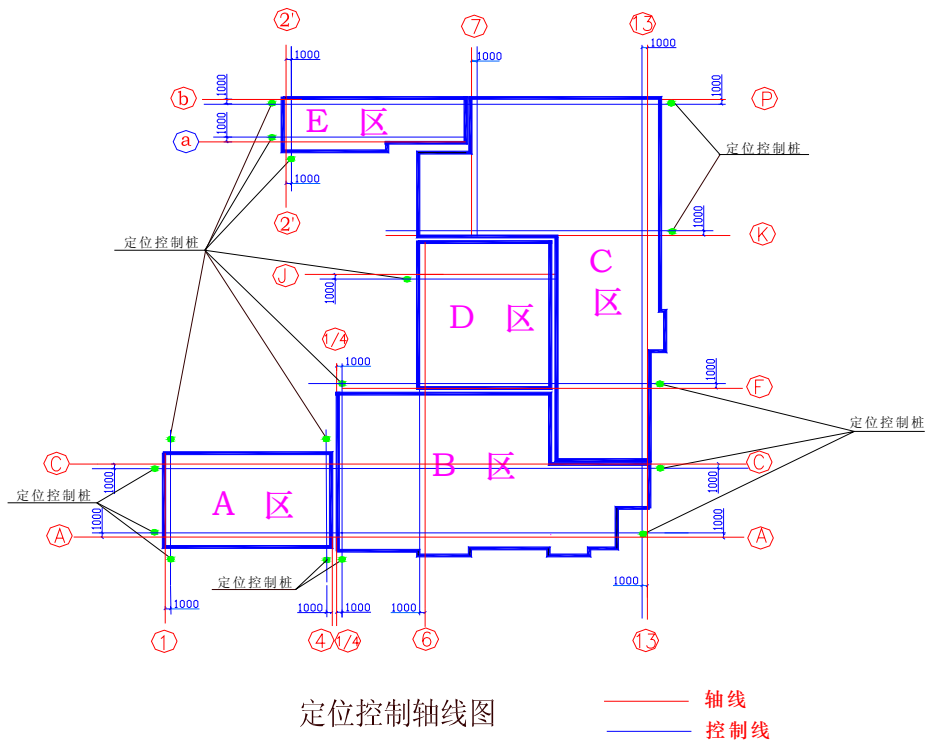 2' 7 13
1000 1000 1000
1000 1000
b P
E 区
1000
a 定位控制桩
1000
1000
2' K
定位控制桩
C
区
J
1000
D 区
1/4
1000 1000
F
定位控制桩
C B 区 C
1000 1000
定位控制桩 A 区
1000 1000
A A
定位控制桩 1000
1000 1000 1000 1000
1 4 1/4 6 13
定位控制轴线图
轴线
控制线